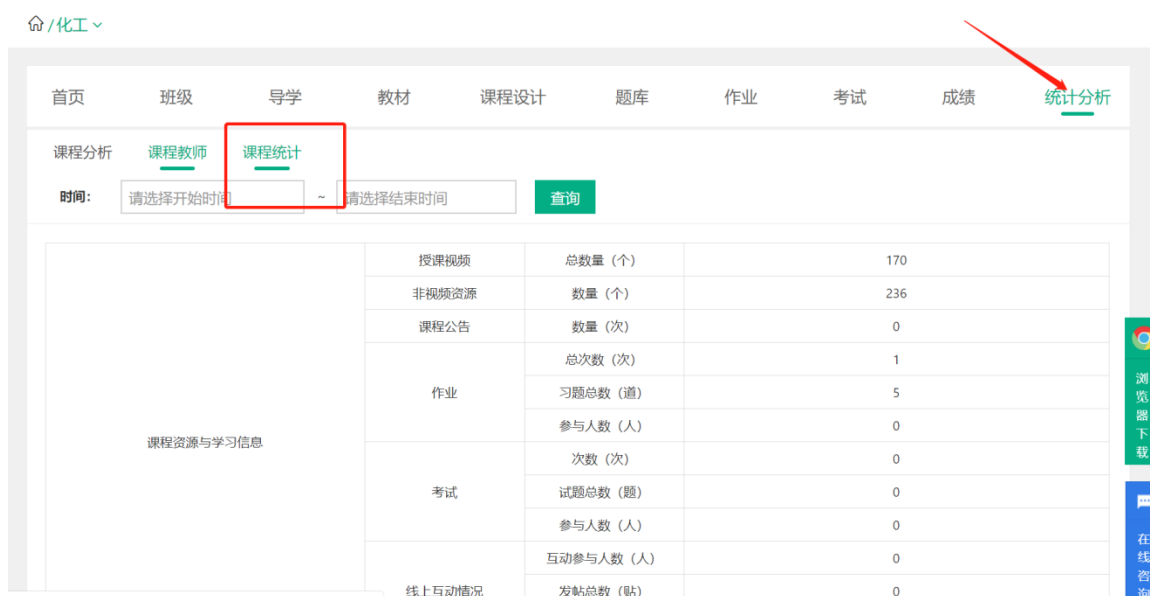 /化工
首页 班级 导学 教材 课程设计 题库 作业 考试 成绩 统计分析
课程分析 课程教师 课程统计
时间: 请选择开始时间 ~ 请选择结束时间 查询
授课视频 总数量（个） 170
非视频资源 数量（个） 236
课程公告 数量（次） 0
总次数（次） 1
作业 习题总数（道） 5
参与人数（人） 0
课程资源与学习信息
次数（次） 0
考试 试题总数（题） 0
参与人数（人） 0
互动参与人数（人） 0
线上互动情况 发帖总数（贴） 0
浏览器下载
在线咨询